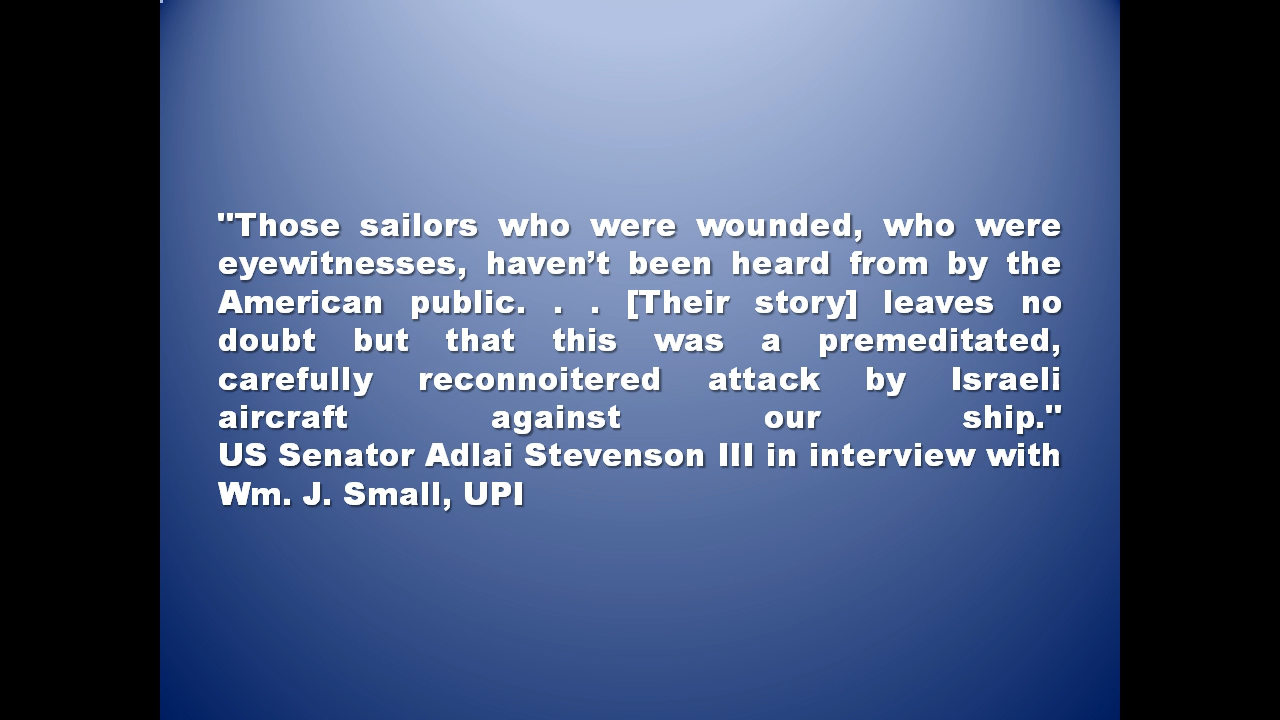 "Those sailors who were wounded, who were
eyewitnesses, haven’t been heard from by the
American public. . . [Their story] leaves no
doubt but that this was a premeditated,
carefully reconnoitered attack by Israeli
aircraft against our ship."
US Senator Adlai Stevenson III in interview with
Wm. J. Small, UPI